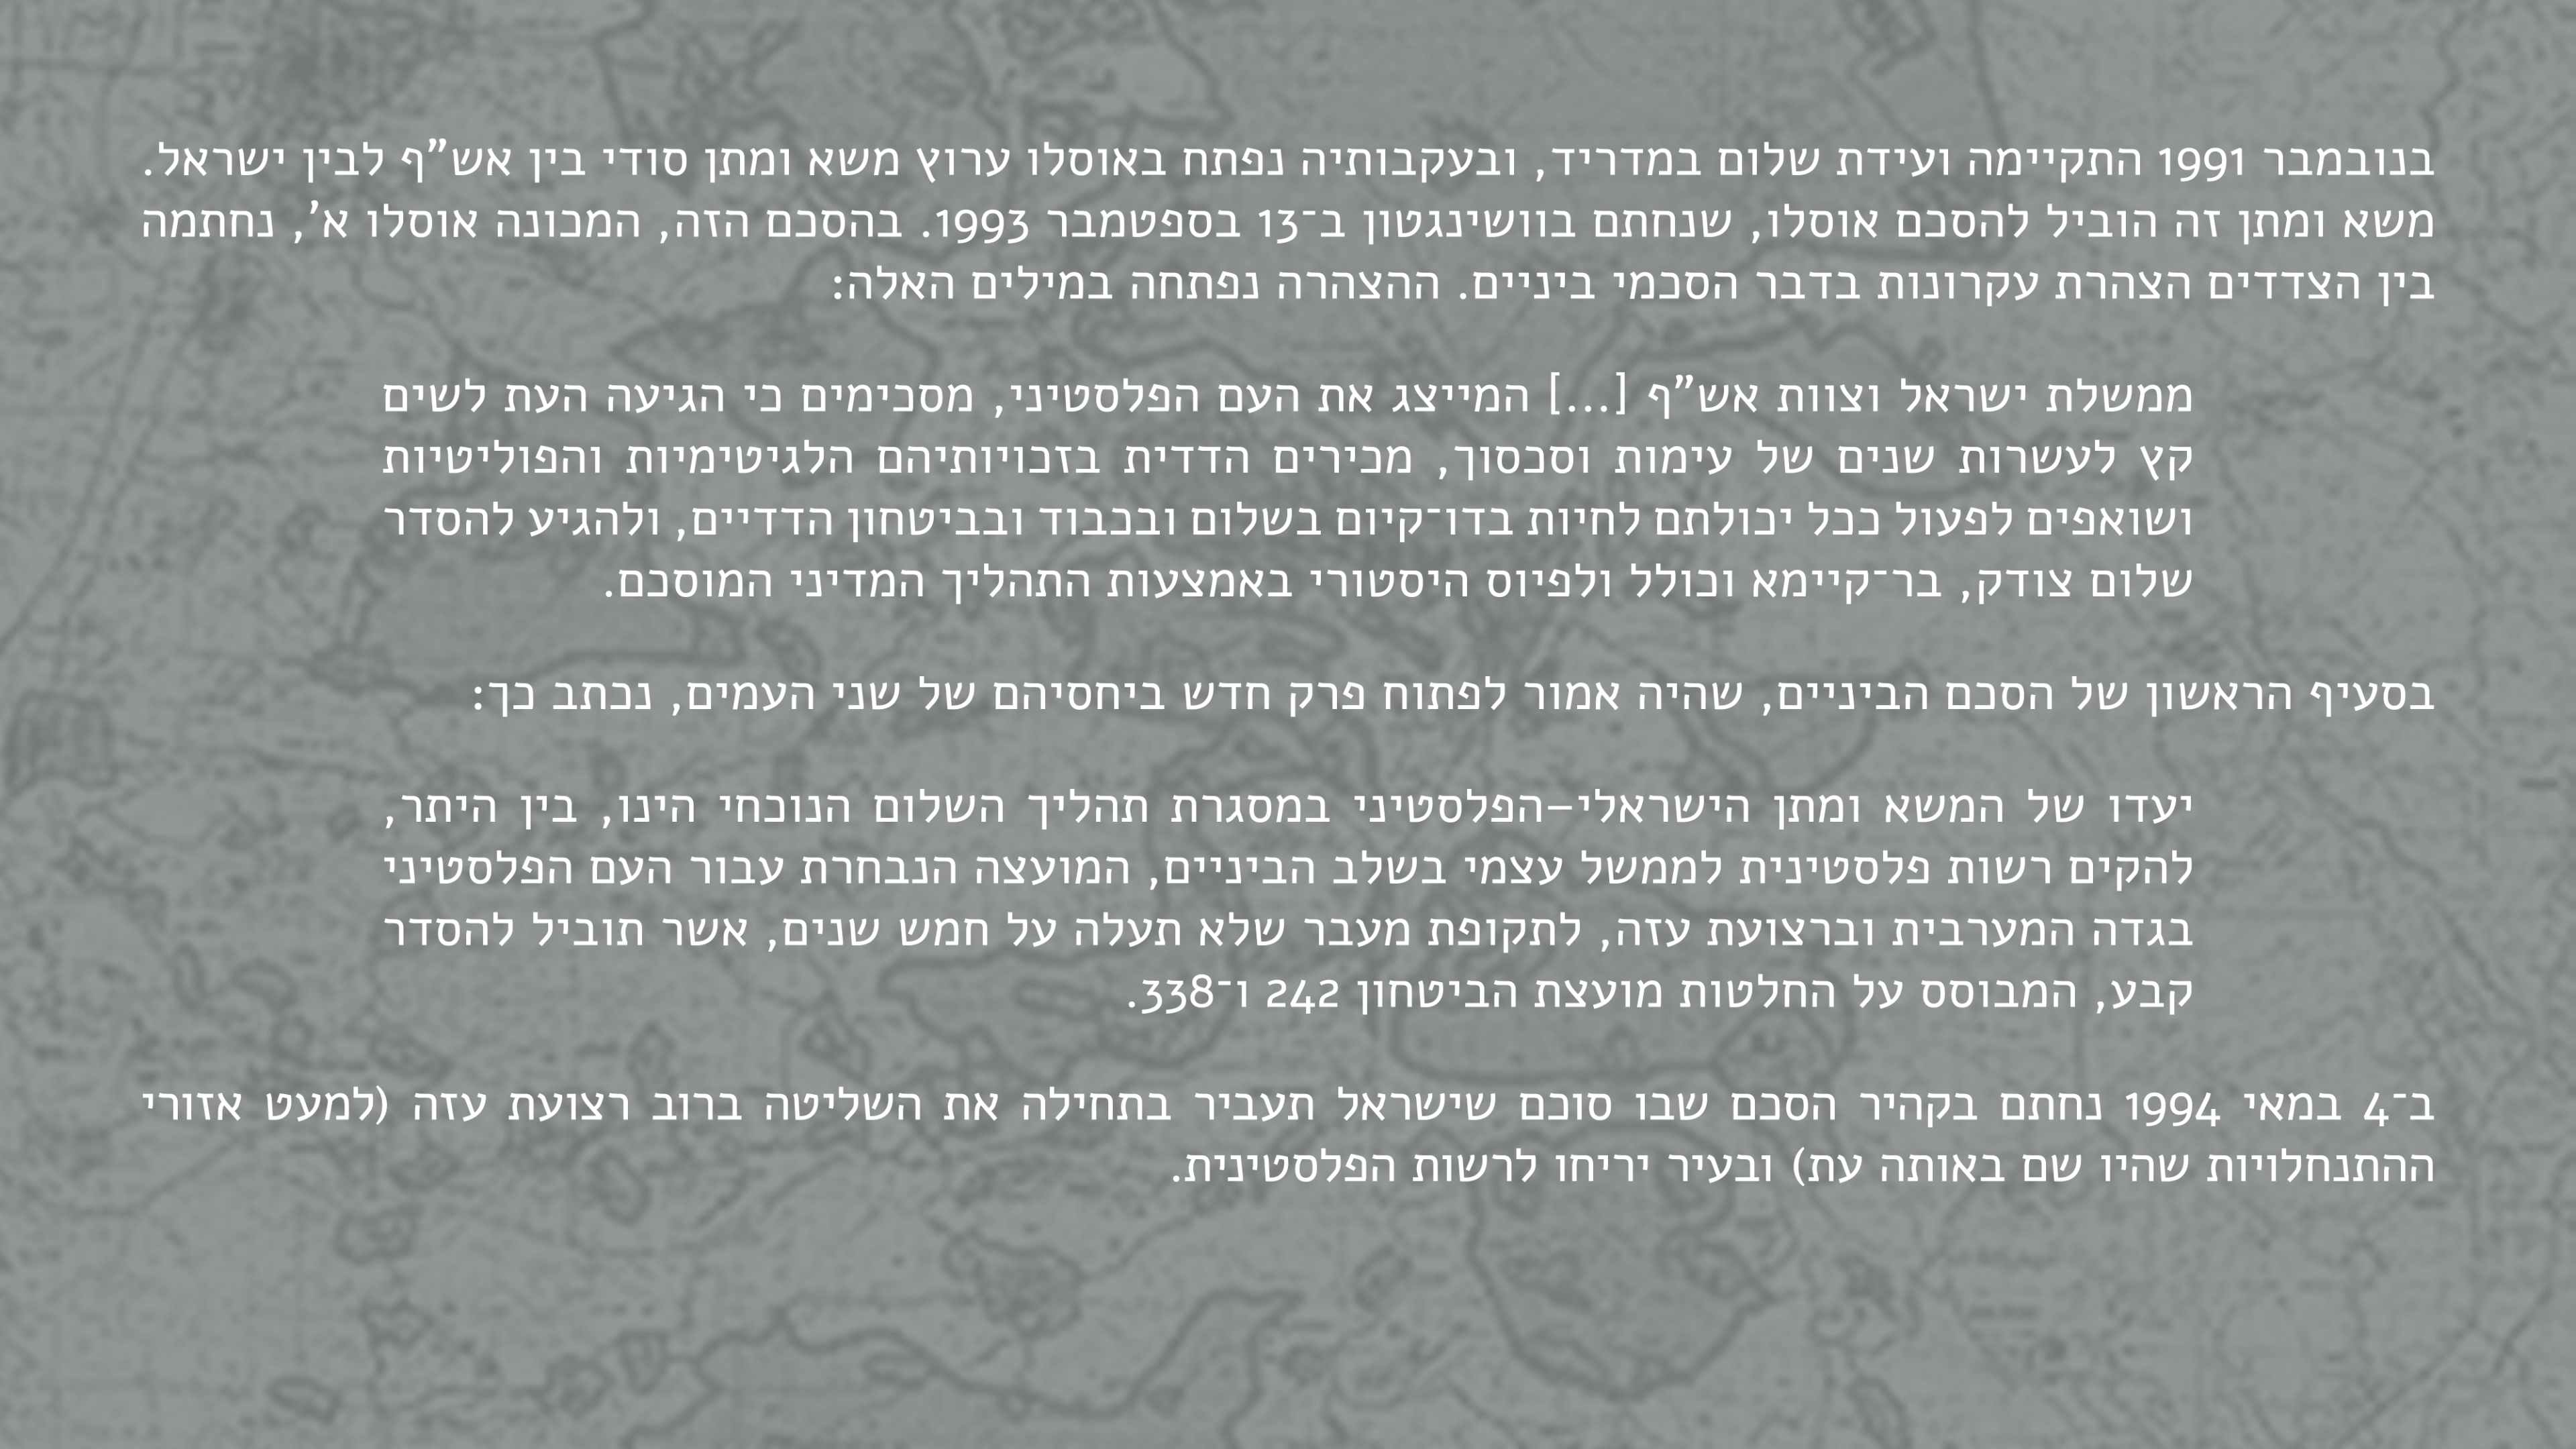 בנובמבר 1991 התקיימה ועידת שלום במדריד, ובעקבותיה נפתח באוסלו ערוץ משא ומתן סודי בין אש״ף לבין ישראל.
משא ומתן זה הוביל להסכם אוסלו, שנחתם בוושינגטון ב־13 בספטמבר 1993. בהסכם הזה, המכונה אוסלו א׳, נחתמה
בין הצדדים הצהרת עקרונות בדבר הסכמי ביניים. ההצהרה נפתחה במילים האלה:
ממשלת ישראל וצוות אש״ף [...] המייצג את העם הפלסטיני, מסכימים כי הגיעה העת לשים
קץ לעשרות שנים של עימות וסכסוך, מכירים הדדית בזכויותיהם הלגיטימיות והפוליטיות
ושואפים לפעול ככל יכולתם לחיות בדו־קיום בשלום ובכבוד ובביטחון הדדיים, ולהגיע להסדר
שלום צודק, בר־קיימא וכולל ולפיוס היסטורי באמצעות התהליך המדיני המוסכם.
בסעיף הראשון של הסכם הביניים, שהיה אמור לפתוח פרק חדש ביחסיהם של שני העמים, נכתב כך:
יעדו של המשא ומתן הישראלי–הפלסטיני במסגרת תהליך השלום הנוכחי הינו, בין היתר,
להקים רשות פלסטינית לממשל עצמי בשלב הביניים, המועצה הנבחרת עבור העם הפלסטיני
בגדה המערבית וברצועת עזה, לתקופת מעבר שלא תעלה על חמש שנים, אשר תוביל להסדר
קבע, המבוסס על החלטות מועצת הביטחון 242 ו־338.
ב־4 במאי 1994 נחתם בקהיר הסכם שבו סוכם שישראל תעביר בתחילה את השליטה ברוב רצועת עזה (למעט אזורי
ההתנחלויות שהיו שם באותה עת) ובעיר יריחו לרשות הפלסטינית.